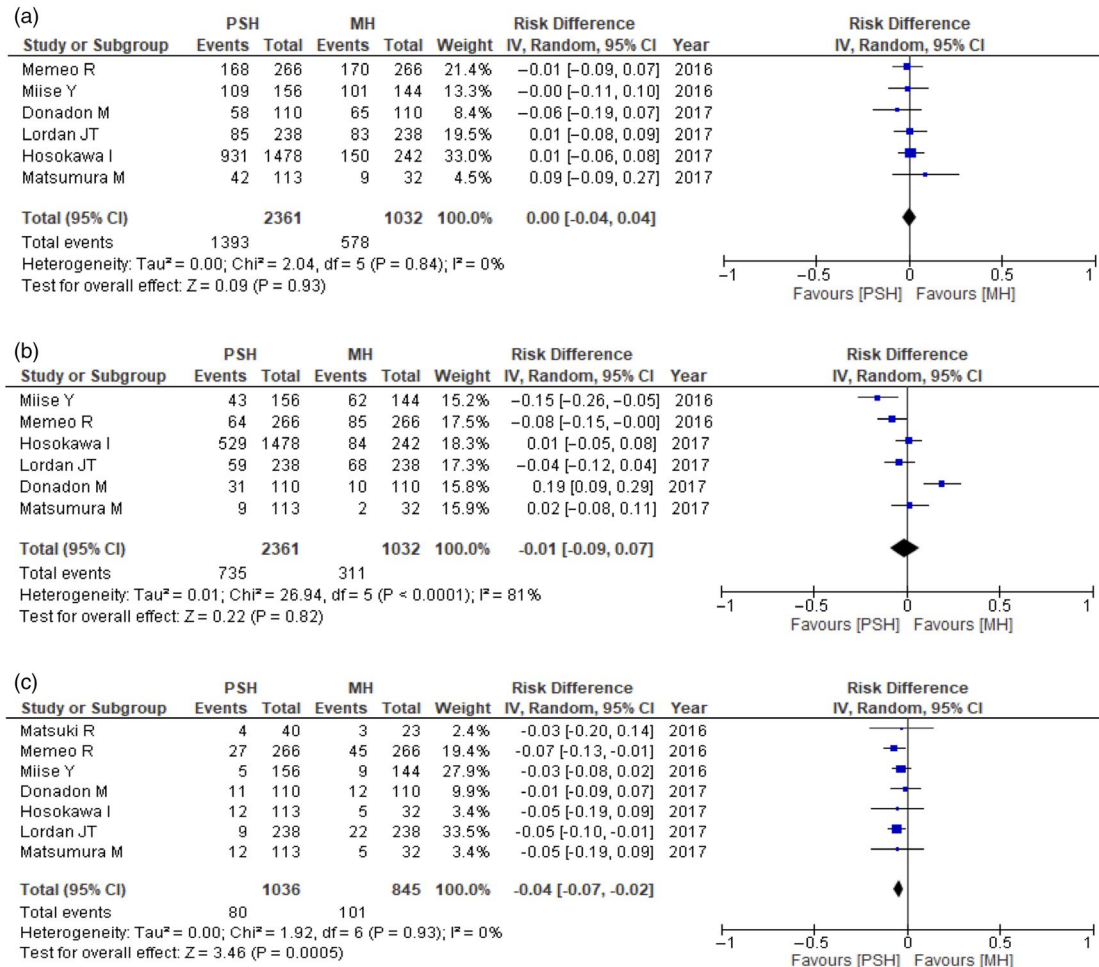 (a)
PSH MH Risk Difference Risk Difference
Study or Subgroup Events Total Events Total Weight IV, Random, 95% CI Year IV, Random, 95% CI
Memeo R 168 266 170 266 21.4% −0.01 [−0.09, 0.07] 2016
Miise Y 109 156 101 144 13.3% −0.00 [−0.11, 0.10] 2016
Donadon M 58 110 65 110 8.4% −0.06 [−0.19, 0.07] 2017
Lordan JT 85 238 83 238 19.5% 0.01 [−0.08, 0.09] 2017
Hosokawa I 931 1478 150 242 33.0% 0.01 [−0.06, 0.08] 2017
Matsumura M 42 113 9 32 4.5% 0.09 [−0.09, 0.27] 2017
Total (95% CI) 2361 1032 100.0% 0.00 [-0.04, 0.04]
Total events 1393 578
Heterogeneity: Tau² = 0.00; Chi² = 2.04, df = 5 (P = 0.84); I² = 0%
Test for overall effect: Z = 0.09 (P = 0.93)
−1 −0.5 0 0.5 1
Favours [PSH] Favours [MH]
(b)
PSH MH Risk Difference Risk Difference
Study or Subgroup Events Total Events Total Weight IV, Random, 95% CI Year IV, Random, 95% CI
Miise Y 43 156 62 144 15.2% −0.15 [−0.26, −0.05] 2016
Memeo R 64 266 85 266 17.5% −0.08 [−0.15, −0.00] 2016
Hosokawa I 529 1478 84 242 18.3% 0.01 [−0.05, 0.08] 2017
Lordan JT 59 238 68 238 17.3% −0.04 [−0.12, 0.04] 2017
Donadon M 31 110 10 110 15.8% 0.19 [0.09, 0.29] 2017
Matsumura M 9 113 2 32 15.9% 0.02 [−0.08, 0.11] 2017
Total (95% CI) 2361 1032 100.0% -0.01 [-0.09, 0.07]
Total events 735 311
Heterogeneity: Tau² = 0.01; Chi² = 26.94, df = 5 (P < 0.0001); I² = 81%
Test for overall effect: Z = 0.22 (P = 0.82)
−1 −0.5 0 0.5 1
Favours [PSH] Favours [MH]
(c)
PSH MH Risk Difference Risk Difference
Study or Subgroup Events Total Events Total Weight IV, Random, 95% CI Year IV, Random, 95% CI
Matsuki R 4 40 3 23 2.4% -0.03 [-0.20, 0.14] 2016
Memeo R 27 266 45 266 19.4% -0.07 [-0.13, -0.01] 2016
Miise Y 5 156 9 144 27.9% -0.03 [-0.08, 0.02] 2016
Donadon M 11 110 12 110 9.9% -0.01 [-0.09, 0.07] 2017
Hosokawa I 12 113 5 32 3.4% -0.05 [-0.19, 0.09] 2017
Lordan JT 9 238 22 238 33.5% -0.05 [-0.10, -0.01] 2017
Matsumura M 12 113 5 32 3.4% -0.05 [-0.19, 0.09] 2017
Total (95% CI) 1036 845 100.0% -0.04 [-0.07, -0.02]
Total events 80 101
Heterogeneity: Tau² = 0.00; Chi² = 1.92, df = 6 (P = 0.93); I² = 0%
Test for overall effect: Z = 3.46 (P = 0.0005)
−1 −0.5 0 0.5 1
Favours [PSH] Favours [MH]